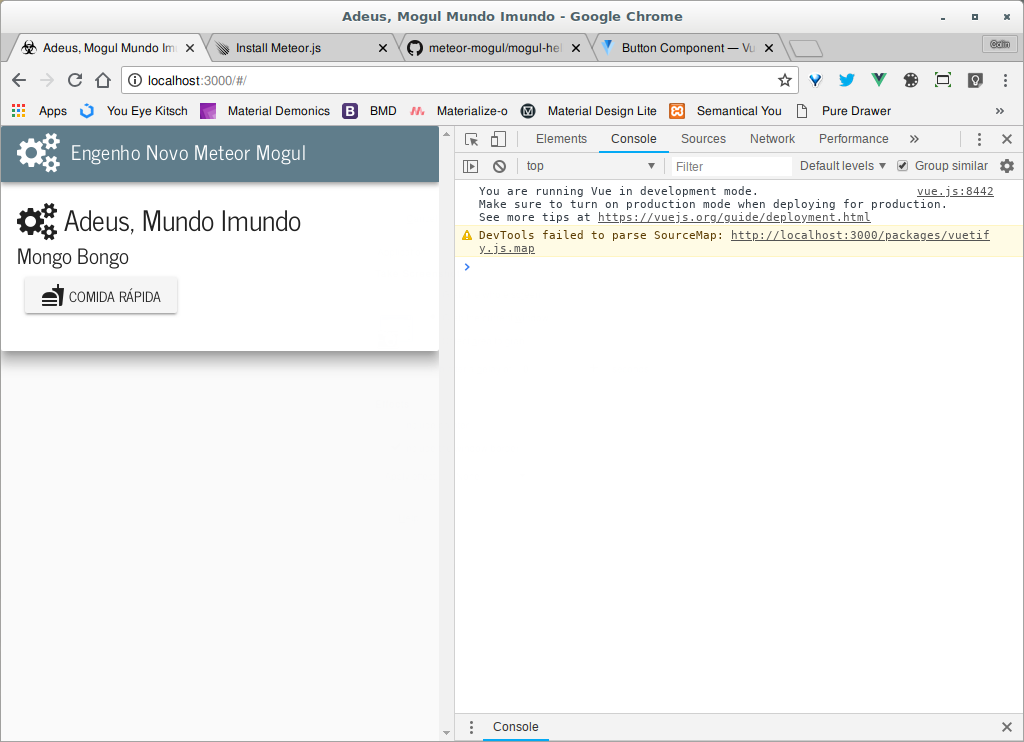 Adeus, Mogul Mundo Imundo - Google Chrome
Adeus, Mogul Mundo Im
Install Meteor.js
meteor-mogul/mogul-hel
Button Component — Vu
Colin
localhost:3000/#/
Apps
You Eye Kitsch
Material Demonics
B
BMD
Materialize-o
Material Design Lite
Semantical You
Pure Drawer
»
Engenho Novo Meteor Mogul
Adeus, Mundo Imundo
Mongo Bongo
COMIDA RÁPIDA
Elements
Console
Sources
Network
Performance
»
top
Filter
Default levels
Group similar
You are running Vue in development mode.
vue.js:8442
Make sure to turn on production mode when deploying for production.
See more tips at https://vuejs.org/guide/deployment.html
DevTools failed to parse SourceMap: http://localhost:3000/packages/vuetif
y.js.map
Console